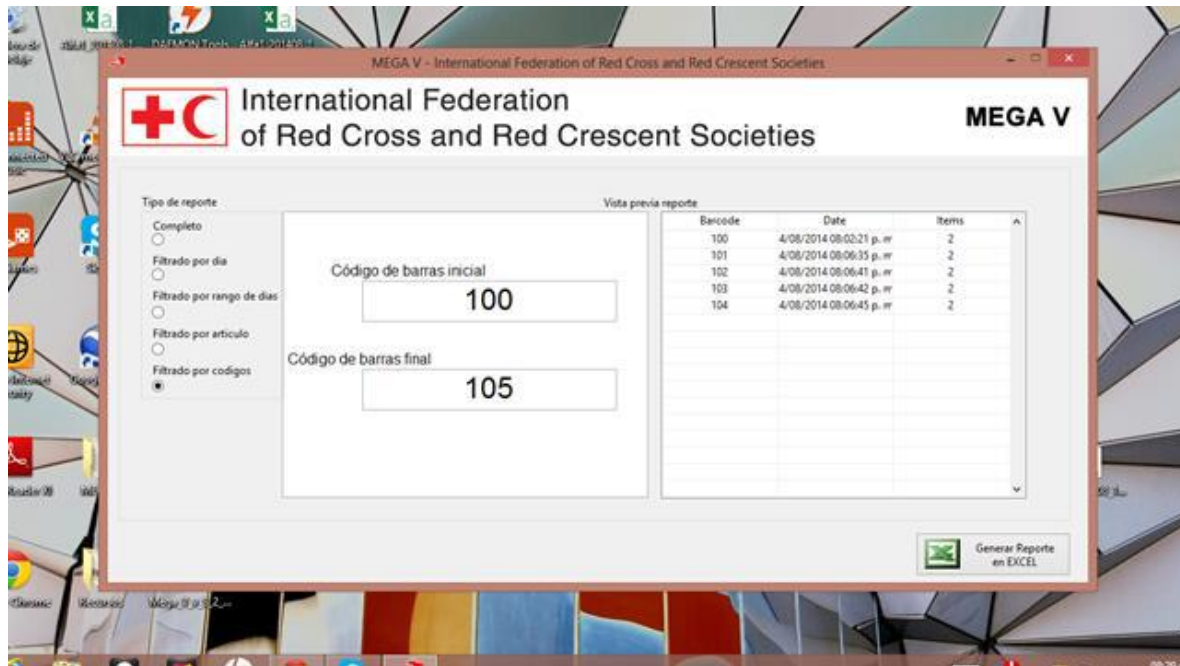 DAEMON Tools
MEGA V - International Federation of Red Cross and Red Crescent Societies
International Federation
of Red Cross and Red Crescent Societies
MEGA V
Tipo de reporte
Completo
Filtrado por dia
Filtrado por rango de dias
Filtrado por articulo
Filtrado por codigos
Código de barras inicial
100
Código de barras final
105
Vista previa reporte
Barcode Date Items
100 4/08/2014 08:02:21 p. 2
101 4/08/2014 08:06:35 p. 2
102 4/08/2014 08:06:41 p. 2
103 4/08/2014 08:06:42 p. 2
104 4/08/2014 08:06:45 p. 2
Generar Reporte
en EXCEL
Chrome
Recursos